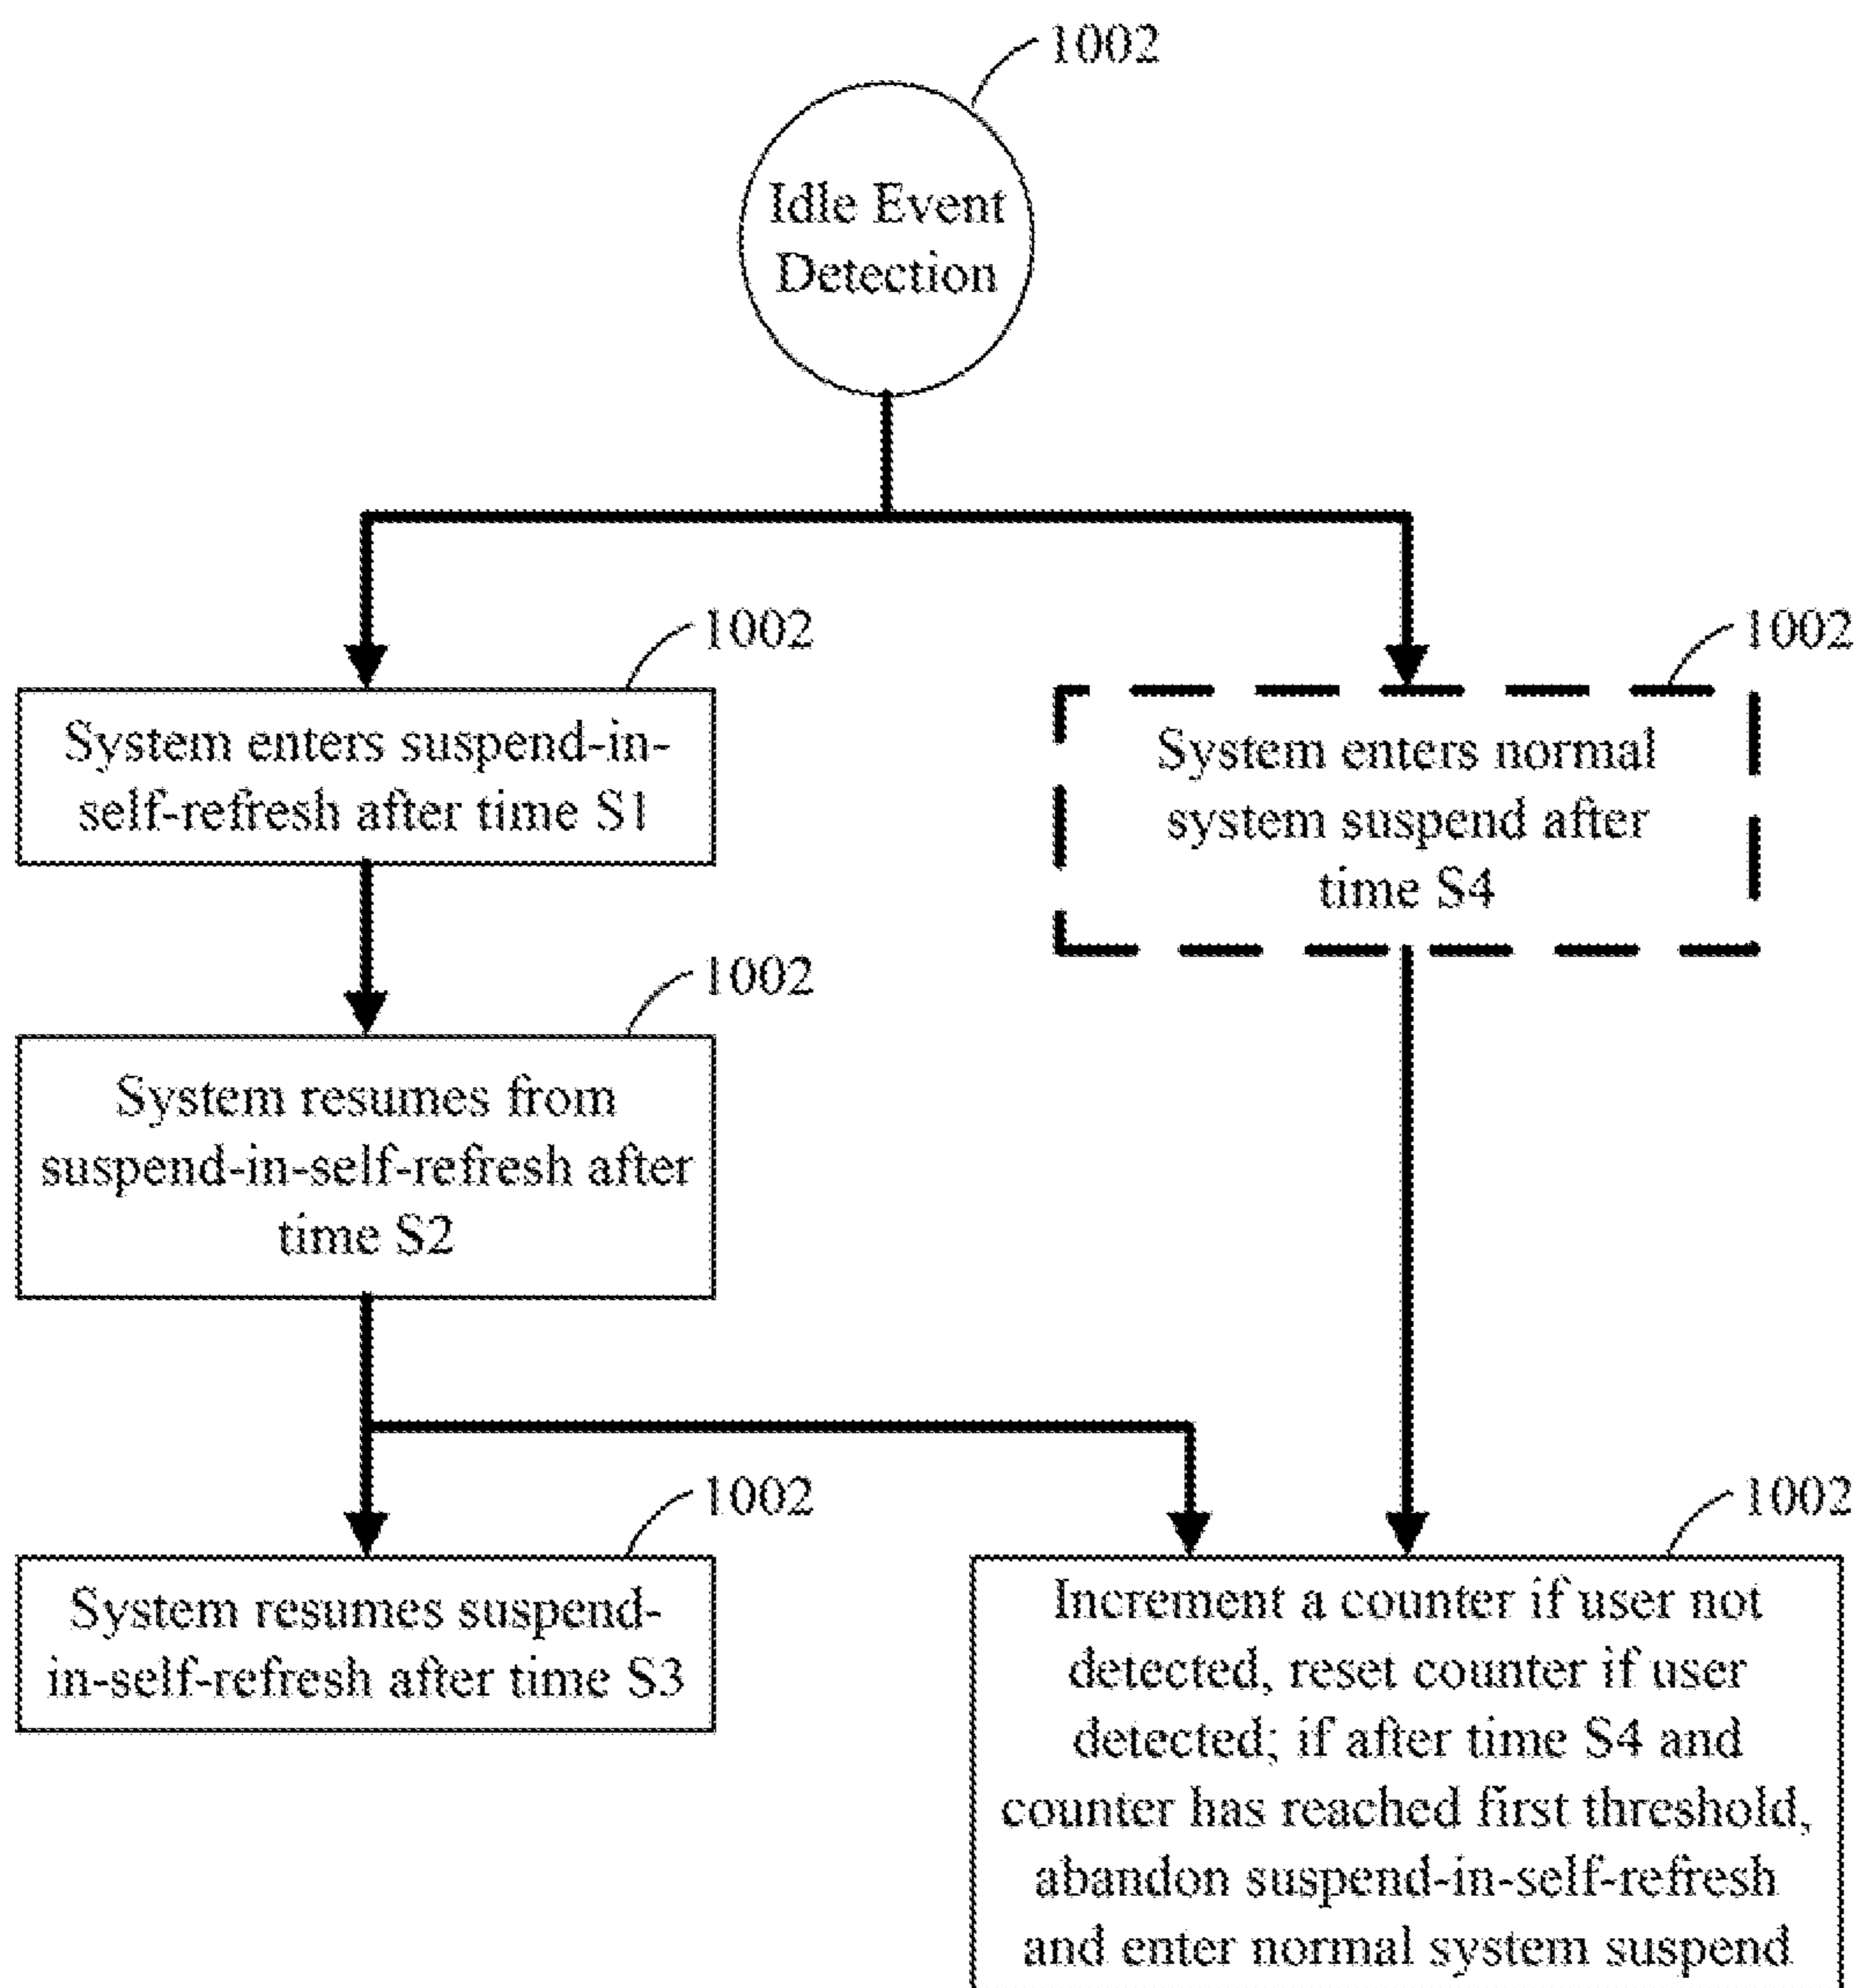 1002
Idle Event
Detection
1002
System enters suspend-in-
self-refresh after time S1
1002
System enters normal
system suspend after
time S4
1002
System resumes from
suspend-in-self-refresh after
time S2
1002
System resumes suspend-
in-self-refresh after time S3
1002
Increment a counter if user not
detected, reset counter if user
detected; if after time S4 and
counter has reached first threshold,
abandon suspend-in-self-refresh
and enter normal system suspend